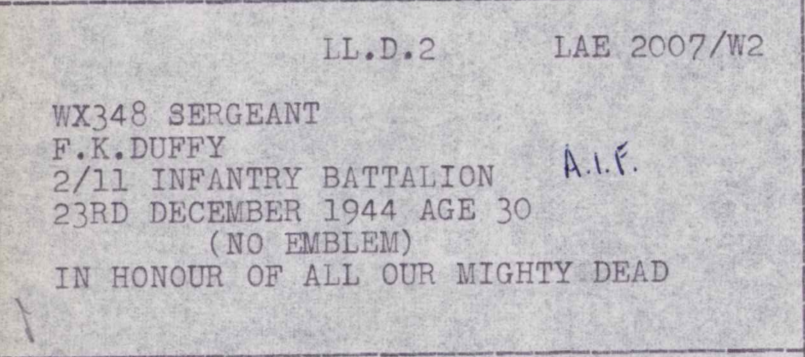 LL.D.2 LAE 2007/W2
WX348 SERGEANT
F.K.DUFFY
2/11 INFANTRY BATTALION A.I.F.
23RD DECEMBER 1944 AGE 30
(NO EMBLEM)
IN HONOUR OF ALL OUR MIGHTY DEAD